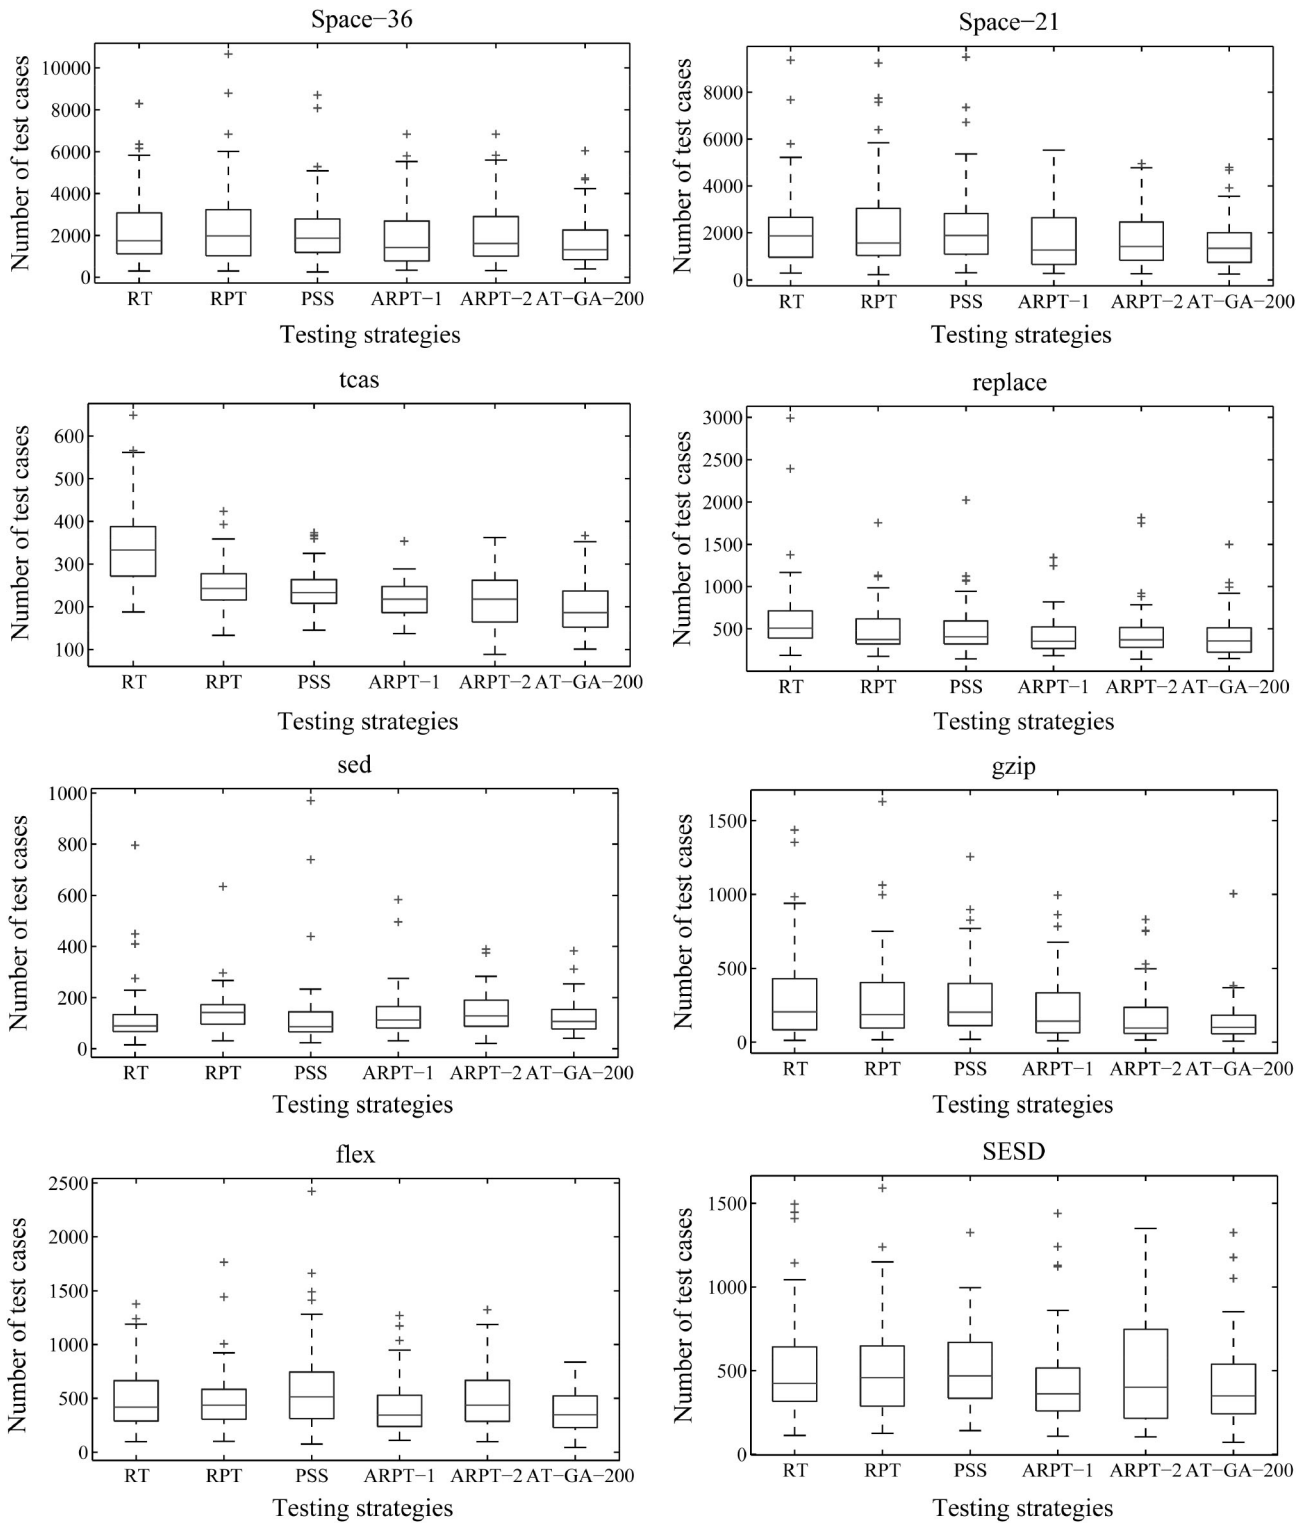 Space−36
Number of test cases
10000
8000
6000
4000
2000
0
RT RPT PSS ARPT−1 ARPT−2 AT−GA−200
Testing strategies
Space−21
Number of test cases
8000
6000
4000
2000
0
RT RPT PSS ARPT−1 ARPT−2 AT−GA−200
Testing strategies
tcas
Number of test cases
600
500
400
300
200
100
RT RPT PSS ARPT−1 ARPT−2 AT−GA−200
Testing strategies
replace
Number of test cases
3000
2500
2000
1500
1000
500
RT RPT PSS ARPT−1 ARPT−2 AT−GA−200
Testing strategies
sed
Number of test cases
1000
800
600
400
200
0
RT RPT PSS ARPT−1 ARPT−2 AT−GA−200
Testing strategies
gzip
Number of test cases
1500
1000
500
0
RT RPT PSS ARPT−1 ARPT−2 AT−GA−200
Testing strategies
flex
Number of test cases
2500
2000
1500
1000
500
0
RT RPT PSS ARPT−1 ARPT−2 AT−GA−200
Testing strategies
SESD
Number of test cases
1500
1000
500
0
RT RPT PSS ARPT−1 ARPT−2 AT−GA−200
Testing strategies